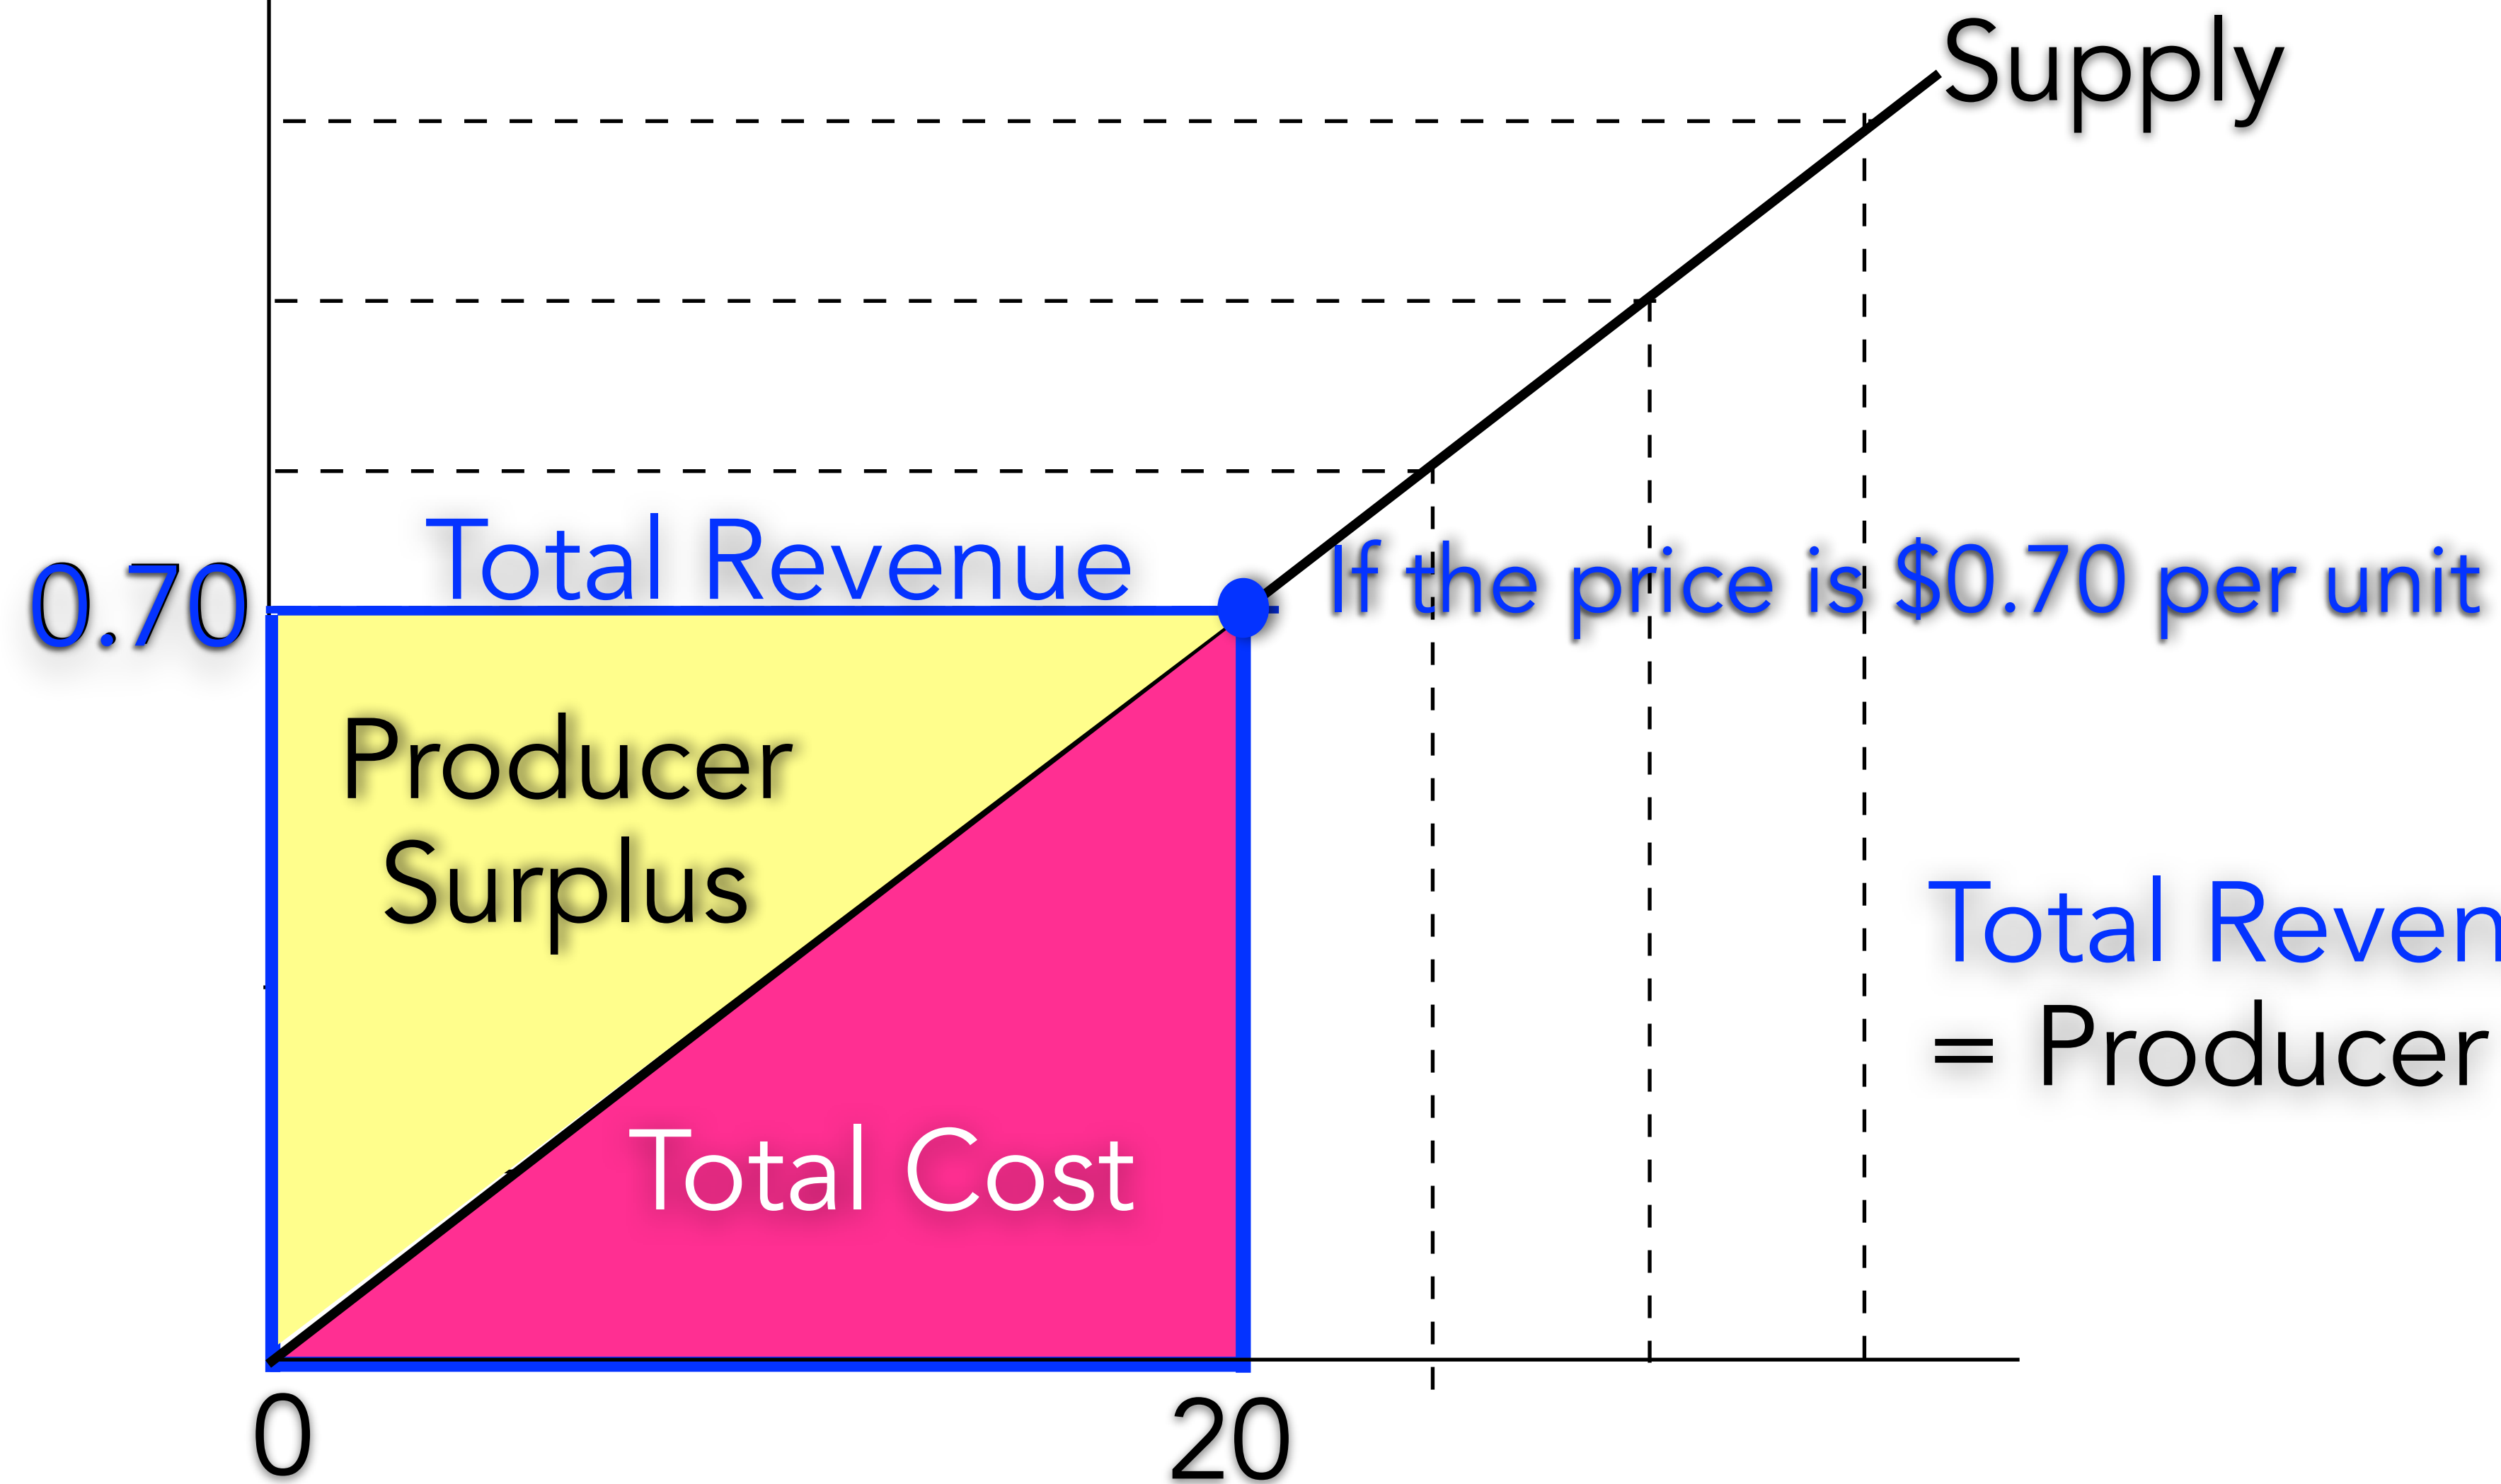 Supply
Total Revenue
0.70
If the price is $0.70 per unit
Producer
Surplus
Total Reven
= Producer
Total Cost
0
20